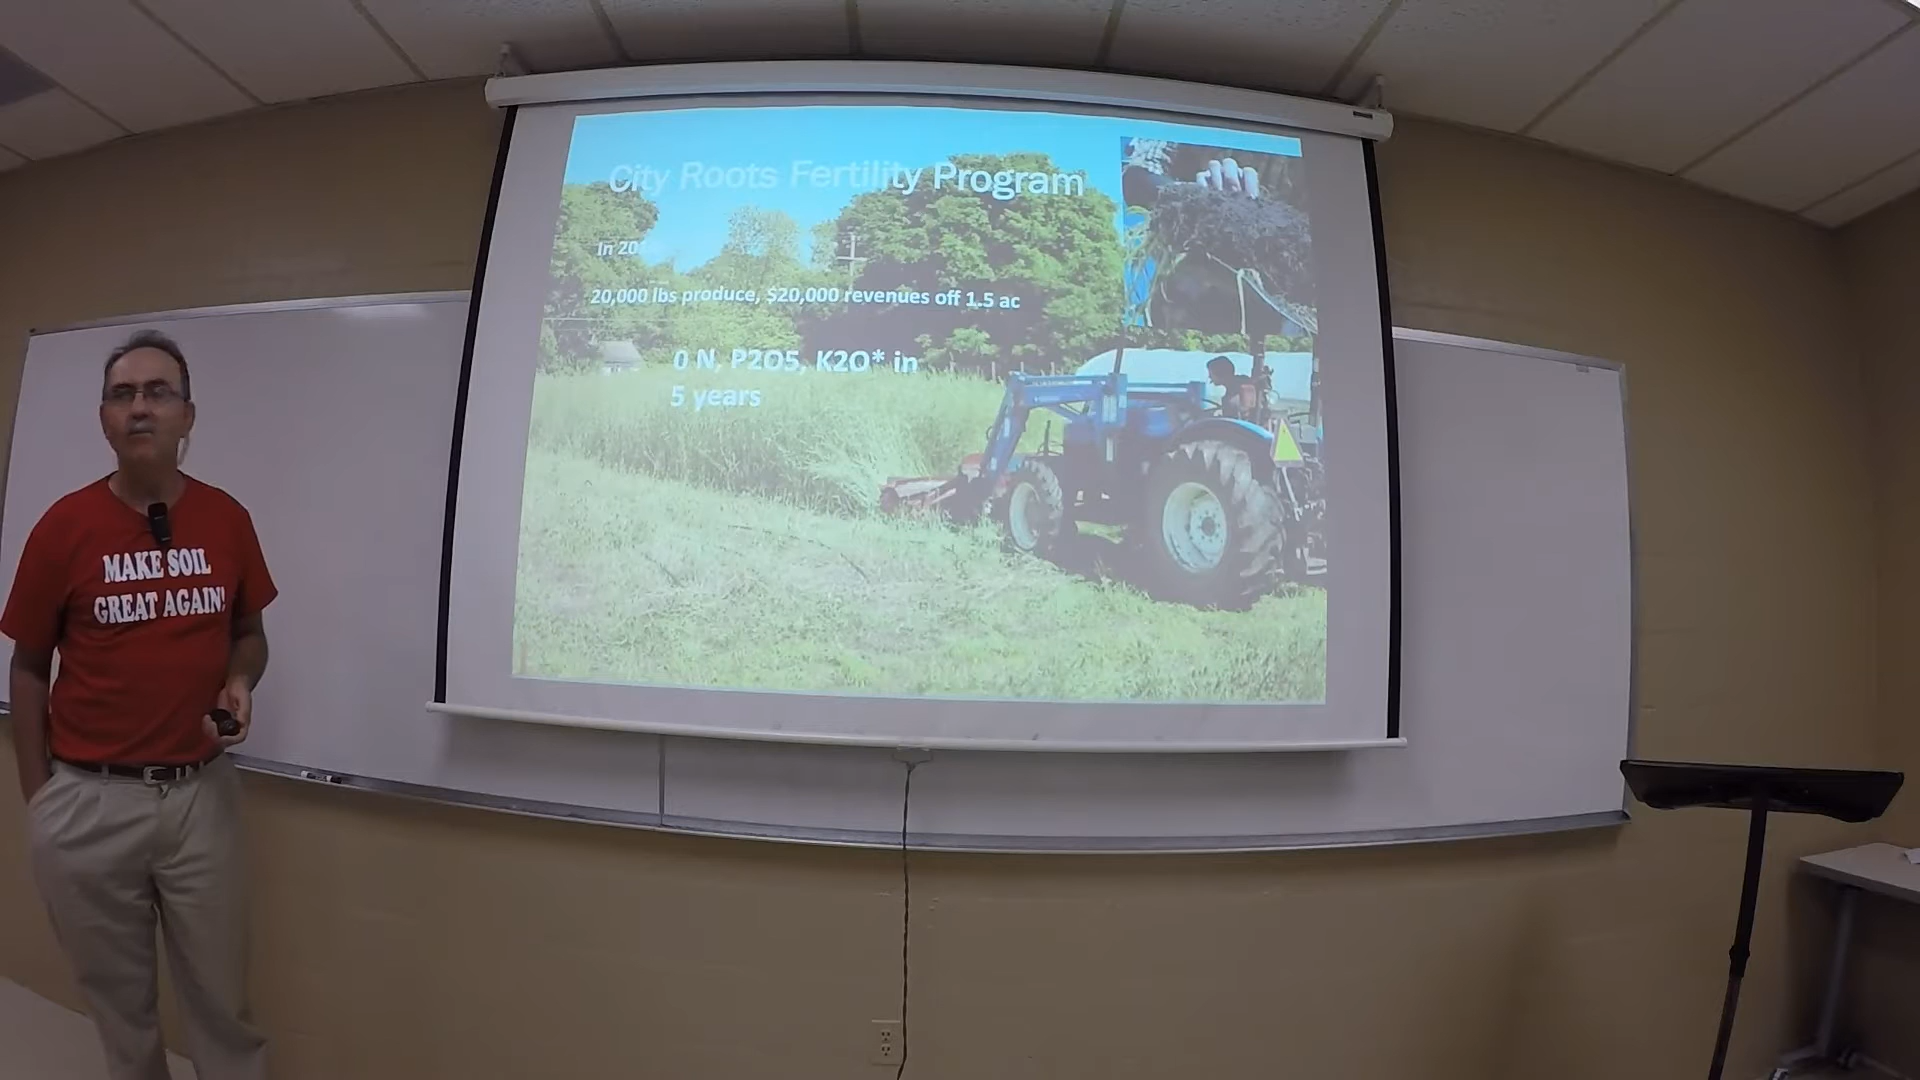 City Roots Fertility Program
In 20
20,000 lbs produce, $20,000 revenues off 1.5 ac
0 N, P2O5, K2O* in
5 years
MAKE SOIL
GREAT AGAIN!